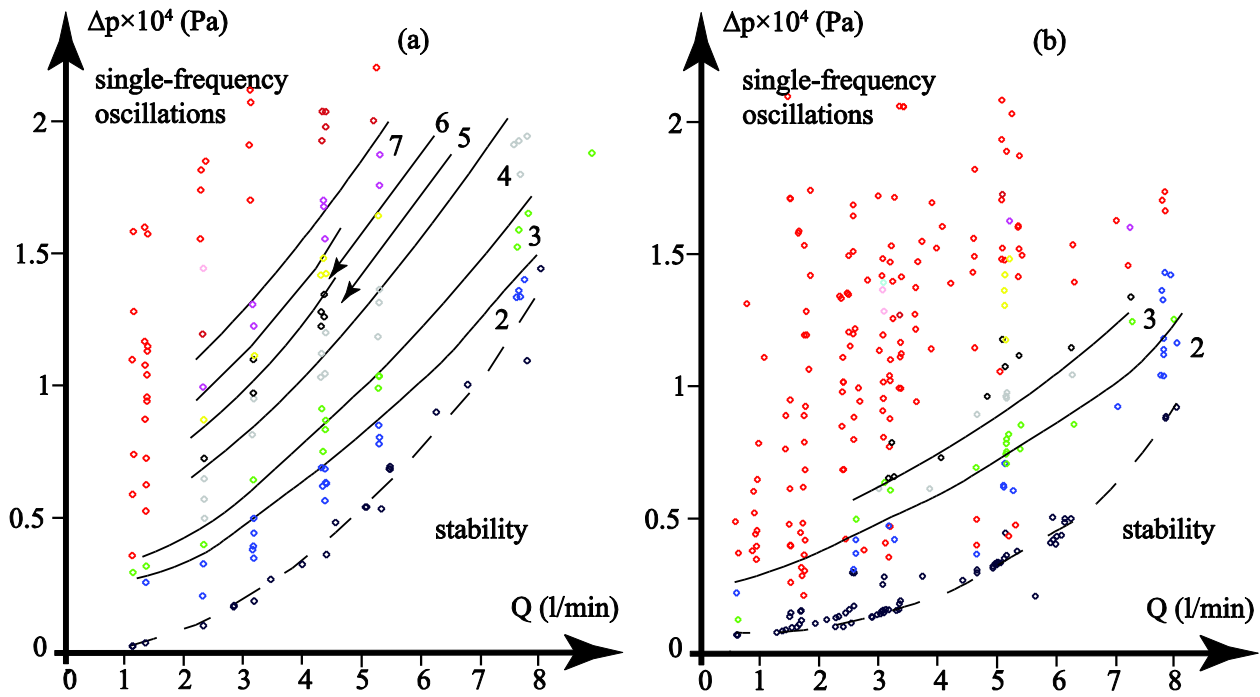 Δp×10⁴ (Pa)
(a)
single-frequency
oscillations
2
1.5
1
0.5
0
7
6
5
4
3
2
stability
Q (l/min)
0 1 2 3 4 5 6 7 8
Δp×10⁴ (Pa)
(b)
single-frequency
oscillations
2
1.5
1
0.5
0
3
2
stability
Q (l/min)
0 1 2 3 4 5 6 7 8